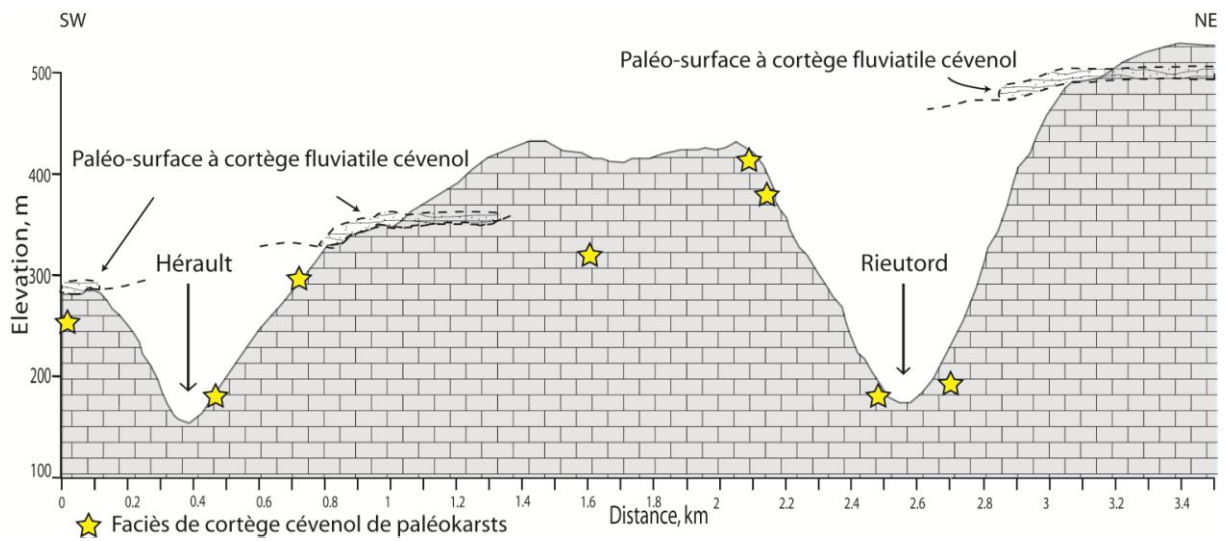 SW
NE
Paléo-surface à cortège fluviatile cévenol
Paléo-surface à cortège fluviatile cévenol
Hérault
Rieutord
Elevation, m
500
400
300
200
100
0 0.2 0.4 0.6 0.8 1 1.2 1.4 1.6 1.8 2 2.2 2.4 2.6 2.8 3 3.2 3.4
Distance, km
Faciès de cortège cévenol de paléokarsts